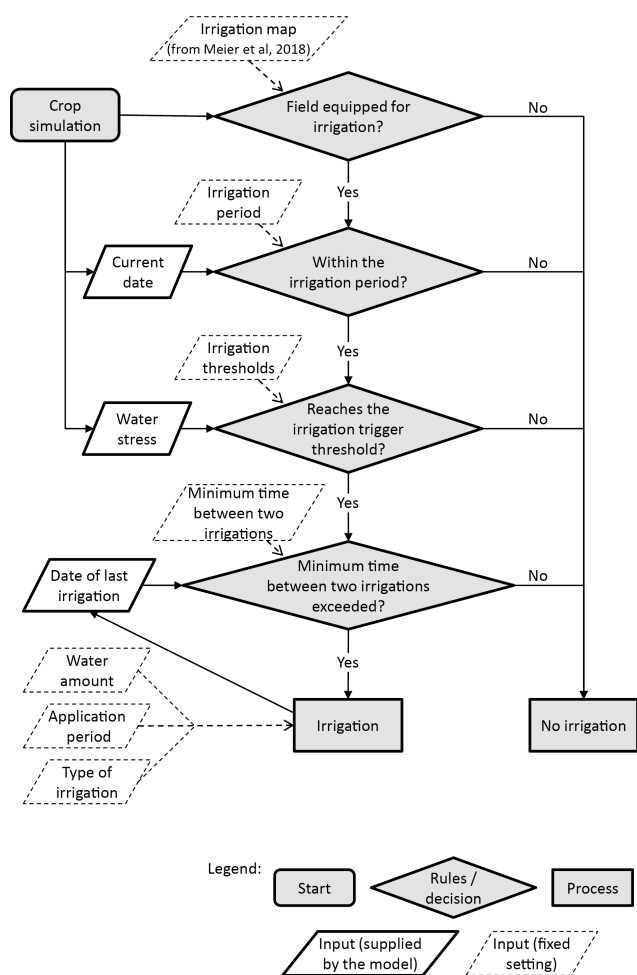 Irrigation map
(from Meier et al, 2018)
Crop
simulation
Field equipped for
irrigation?
No
Yes
Irrigation
period
Current
date
Within the
irrigation period?
No
Yes
Irrigation
thresholds
Water
stress
Reaches the
irrigation trigger
threshold?
No
Yes
Minimum time
between two
irrigations
Date of last
irrigation
Minimum time
between two irrigations
exceeded?
No
Yes
Water
amount
Application
period
Type of
irrigation
Irrigation
No irrigation
Legend:
Start
Rules /
decision
Process
Input (supplied
by the model)
Input (fixed
setting)